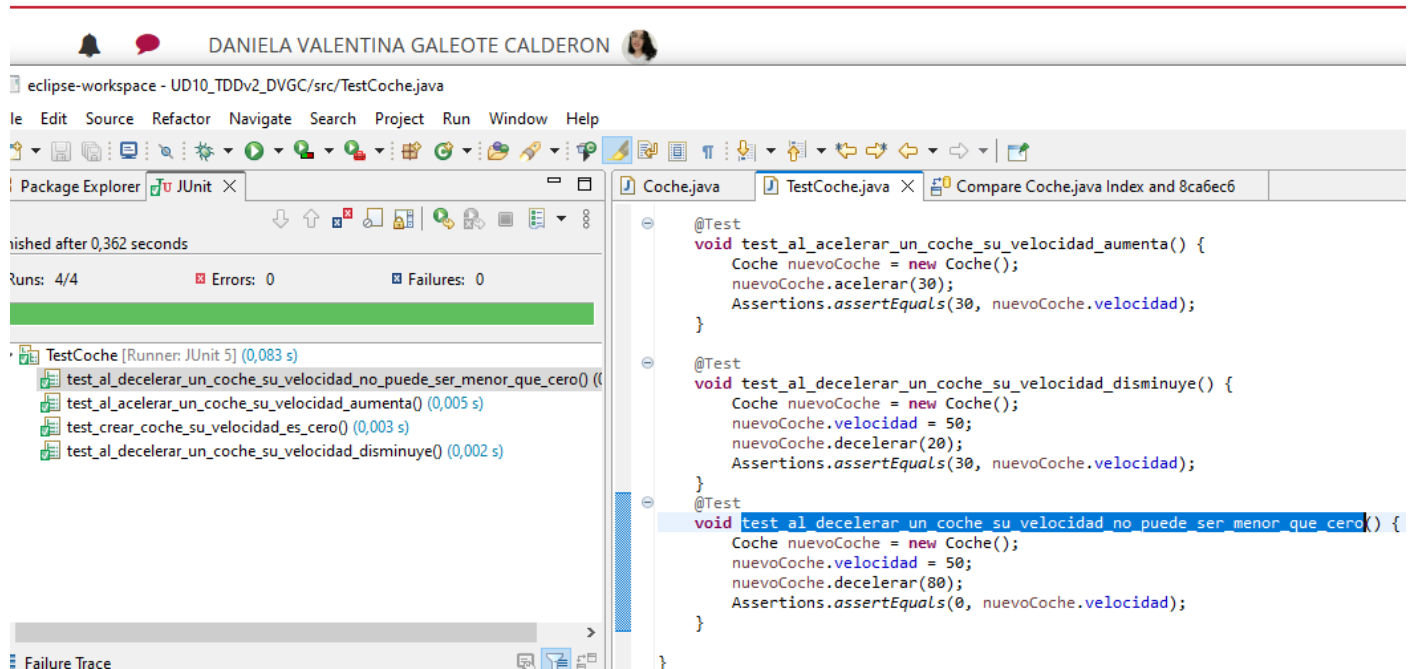 DANIELA VALENTINA GALEOTE CALDERON
eclipse-workspace - UD10_TDDv2_DVGC/src/TestCoche.java
le Edit Source Refactor Navigate Search Project Run Window Help
Package Explorer JUnit
ished after 0,362 seconds
Runs: 4/4 Errors: 0 Failures: 0
TestCoche [Runner: JUnit 5] (0,083 s)
test_al_decelerar_un_coche_su_velocidad_no_puede_ser_menor_que_cero() ((
test_al_acelerar_un_coche_su_velocidad_aumenta() (0,005 s)
test_crear_coche_su_velocidad_es_cero() (0,003 s)
test_al_decelerar_un_coche_su_velocidad_disminuye() (0,002 s)
Failure Trace
Coche.java TestCoche.java Compare Coche.java Index and 8ca6ec6
@Test
void test_al_acelerar_un_coche_su_velocidad_aumenta() {
Coche nuevoCoche = new Coche();
nuevoCoche.acelerar(30);
Assertions.assertEquals(30, nuevoCoche.velocidad);
}
@Test
void test_al_decelerar_un_coche_su_velocidad_disminuye() {
Coche nuevoCoche = new Coche();
nuevoCoche.velocidad = 50;
nuevoCoche.decelerar(20);
Assertions.assertEquals(30, nuevoCoche.velocidad);
}
@Test
void test_al_decelerar_un_coche_su_velocidad_no_puede_ser_menor_que_cero() {
Coche nuevoCoche = new Coche();
nuevoCoche.velocidad = 50;
nuevoCoche.decelerar(80);
Assertions.assertEquals(0, nuevoCoche.velocidad);
}
}